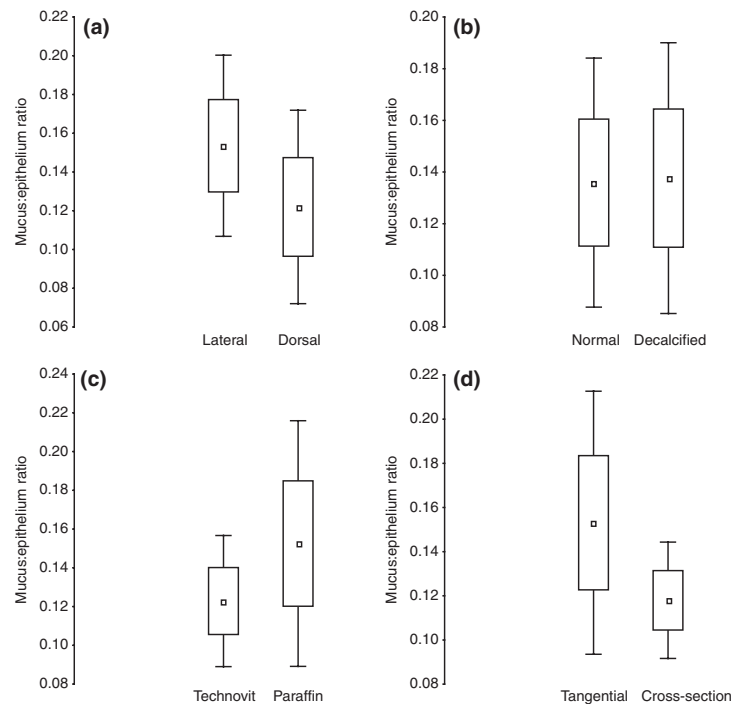 (a)
Mucus:epithelium ratio
0.22
0.20
0.18
0.16
0.14
0.12
0.10
0.08
0.06
Lateral Dorsal
(b)
Mucus:epithelium ratio
0.20
0.18
0.16
0.14
0.12
0.10
0.08
Normal Decalcified
(c)
Mucus:epithelium ratio
0.24
0.22
0.20
0.18
0.16
0.14
0.12
0.10
0.08
Technovit Paraffin
(d)
Mucus:epithelium ratio
0.22
0.20
0.18
0.16
0.14
0.12
0.10
0.08
Tangential Cross-section